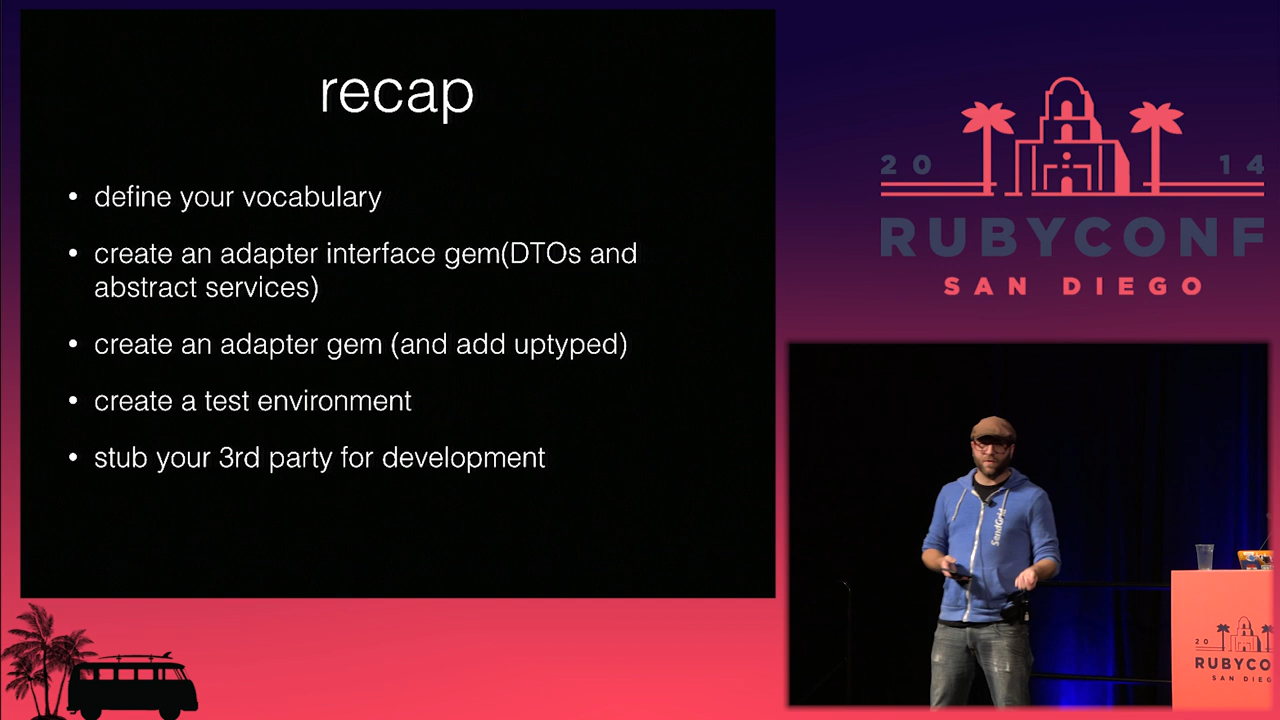 recap
• define your vocabulary
• create an adapter interface gem(DTOs and
abstract services)
• create an adapter gem (and add uptyped)
• create a test environment
• stub your 3rd party for development
20 14
RUBYCONF
SAN DIEGO
SendGrid
20
RUBYCO
SAN DIEG